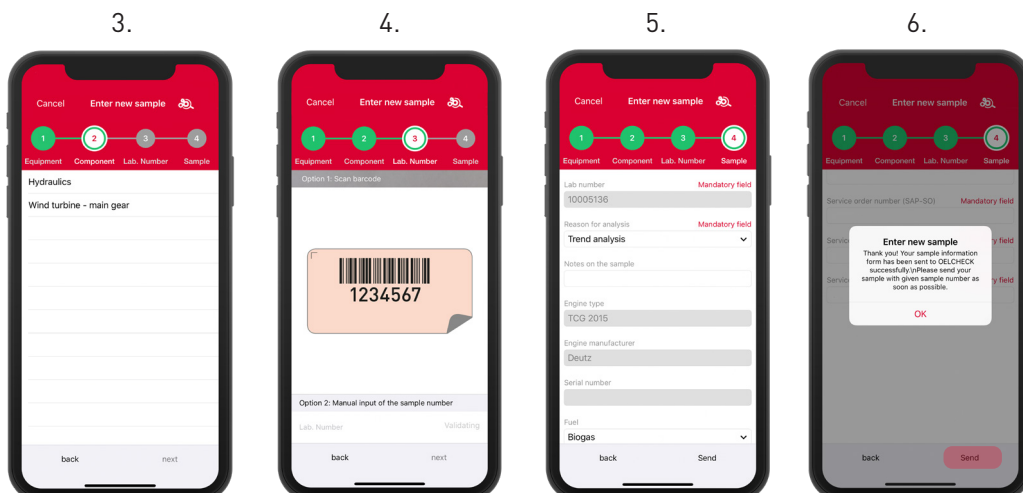 3.
Cancel Enter new sample
1 2 3 4
Equipment Component Lab. Number Sample
Hydraulics
Wind turbine - main gear
back next
4.
Cancel Enter new sample
1 2 3 4
Equipment Component Lab. Number Sample
Option 1: Scan barcode
1234567
Option 2: Manual input of the sample number
Lab. Number Validating
back next
5.
Cancel Enter new sample
1 2 3 4
Equipment Component Lab. Number Sample
Lab number Mandatory field
10005136
Reason for analysis Mandatory field
Trend analysis
Notes on the sample
Engine type
TCG 2015
Engine manufacturer
Deutz
Serial number
Fuel
Biogas
back Send
6.
Cancel Enter new sample
1 2 3 4
Equipment Component Lab. Number Sample
Service order number (SAP-SD) Mandatory field
Enter new sample
Thank you! Your sample information
form has been sent to OELCHECK
successfully.\nPlease send your
sample with given sample number as
soon as possible.
OK
back Send